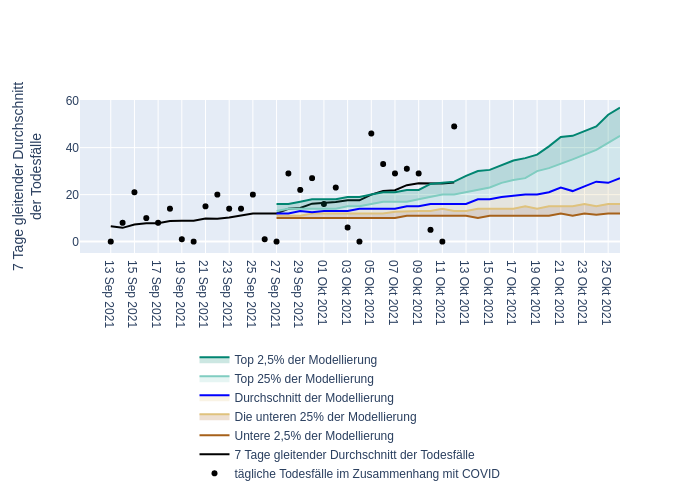 7 Tage gleitender Durchschnitt
der Todesfälle
60
40
20
0
13 Sep 2021
15 Sep 2021
17 Sep 2021
19 Sep 2021
21 Sep 2021
23 Sep 2021
25 Sep 2021
27 Sep 2021
29 Sep 2021
01 Okt 2021
03 Okt 2021
05 Okt 2021
07 Okt 2021
09 Okt 2021
11 Okt 2021
13 Okt 2021
15 Okt 2021
17 Okt 2021
19 Okt 2021
21 Okt 2021
23 Okt 2021
25 Okt 2021
Top 2,5% der Modellierung
Top 25% der Modellierung
Durchschnitt der Modellierung
Die unteren 25% der Modellierung
Untere 2,5% der Modellierung
7 Tage gleitender Durchschnitt der Todesfälle
tägliche Todesfälle im Zusammenhang mit COVID